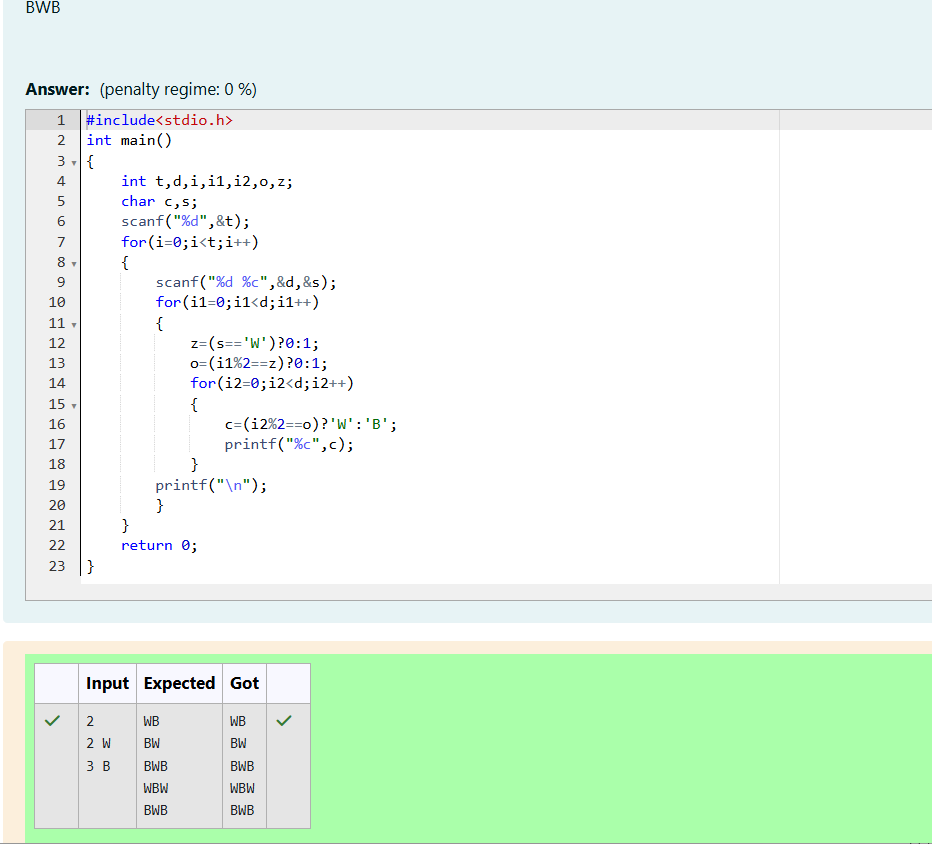 BWB
Answer: (penalty regime: 0 %)
1 #include<stdio.h>
2 int main()
3 {
4     int t,d,i,i1,i2,o,z;
5     char c,s;
6     scanf("%d",&t);
7     for(i=0;i<t;i++)
8     {
9         scanf("%d %c",&d,&s);
10         for(i1=0;i1<d;i1++)
11         {
12             z=(s=='W')?0:1;
13             o=(i1%2==z)?0:1;
14             for(i2=0;i2<d;i2++)
15             {
16                 c=(i2%2==o)?'W':'B';
17                 printf("%c",c);
18             }
19         printf("\n");
20         }
21     }
22     return 0;
23 }
Input Expected Got
2 WB WB
2 W BW BW
3 B BWB BWB
WBW WBW
BWB BWB